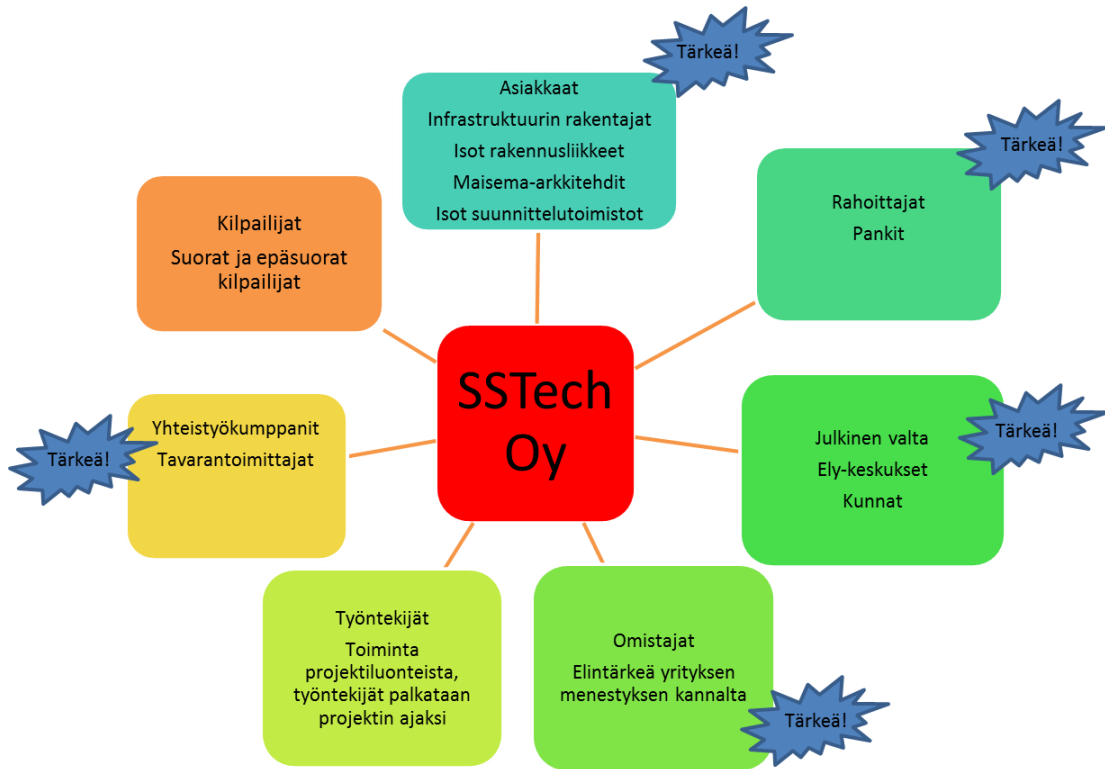 Tärkeä!
Asiakkaat
Infrastruktuurin rakentajat
Isot rakennusliikkeet
Maisema-arkkitehdit
Isot suunnittelutoimistot
Tärkeä!
Rahoittajat
Pankit
Tärkeä!
Julkinen valta
Ely-keskukset
Kunnat
Omistajat
Elintärkeä yrityksen
menestyksen kannalta
Tärkeä!
Työntekijät
Toiminta
projektiluonteista,
työntekijät palkataan
projektin ajaksi
Yhteistyökumppanit
Tavarantoimittajat
Tärkeä!
Kilpailijat
Suorat ja epäsuorat
kilpailijat
SSTech
Oy